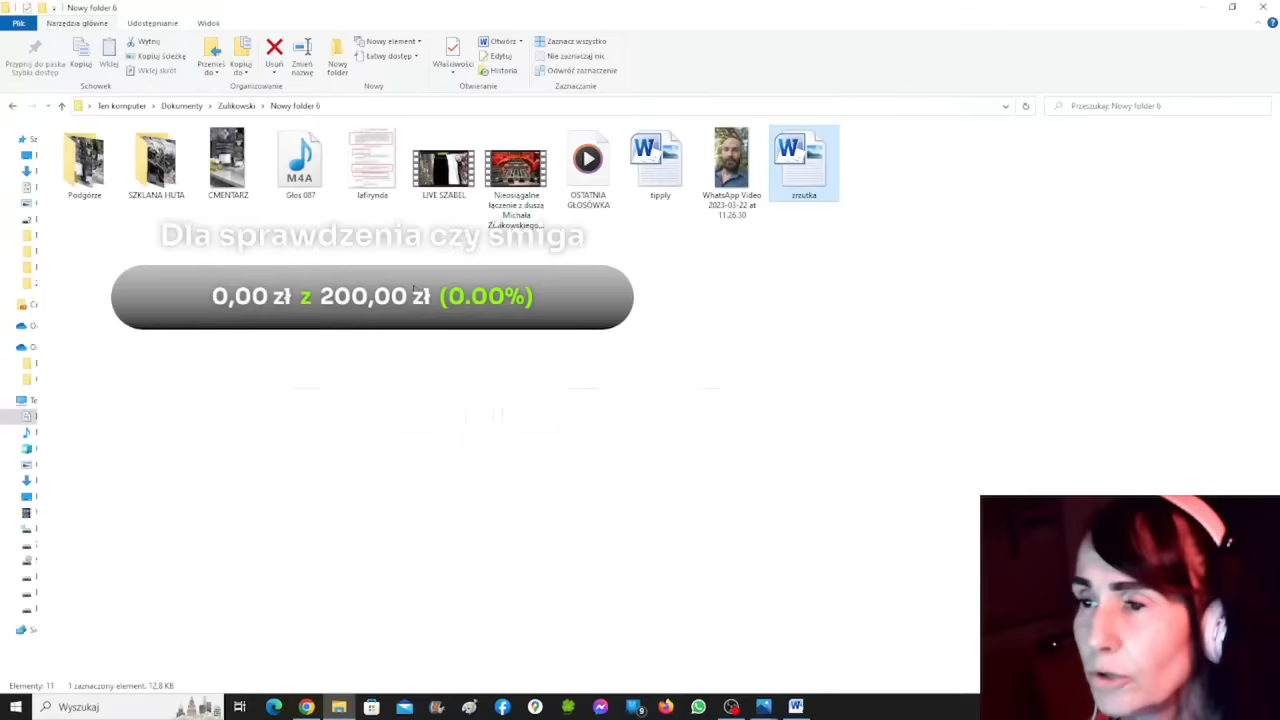 Nowy folder 6
Plik
Narzędzia główne
Udostępnianie
Widok
Przypnij do paska
Szybki dostęp
Kopiuj
Wklej
Wytnij
Kopiuj ścieżkę
Wklej skrót
Schowek
Przenieś
do
Kopiuj
do
Usuń
Zmień
nazwę
Organizowanie
Nowy
folder
Nowy element
Łatwy dostęp
Nowy
Właściwości
Otwórz
Edytuj
Historia
Otwieranie
Zaznacz wszystko
Nie zaznaczaj nic
Odwróć zaznaczenie
Zaznaczanie
Ten komputer
Dokumenty
Nowy folder 6
Przeszukaj: Nowy folder 6
Podgórze
SZKLANA HUTA
CMENTARZ
M4A
Głos 087
lafirynda
LIVE SZABEL
Nieosiągalne
łączenie z duszą
Michała
OSTATNIA
GŁOSÓWKA
tipply
WhatsApp Video
2023-03-22 at
11.26.30
zrzutka
Dla sprawdzenia czy śmiga
0,00 zł z 200,00 zł (0.00%)
Elementy: 11
1 zaznaczony element. 12,8 KB
Wyszukaj